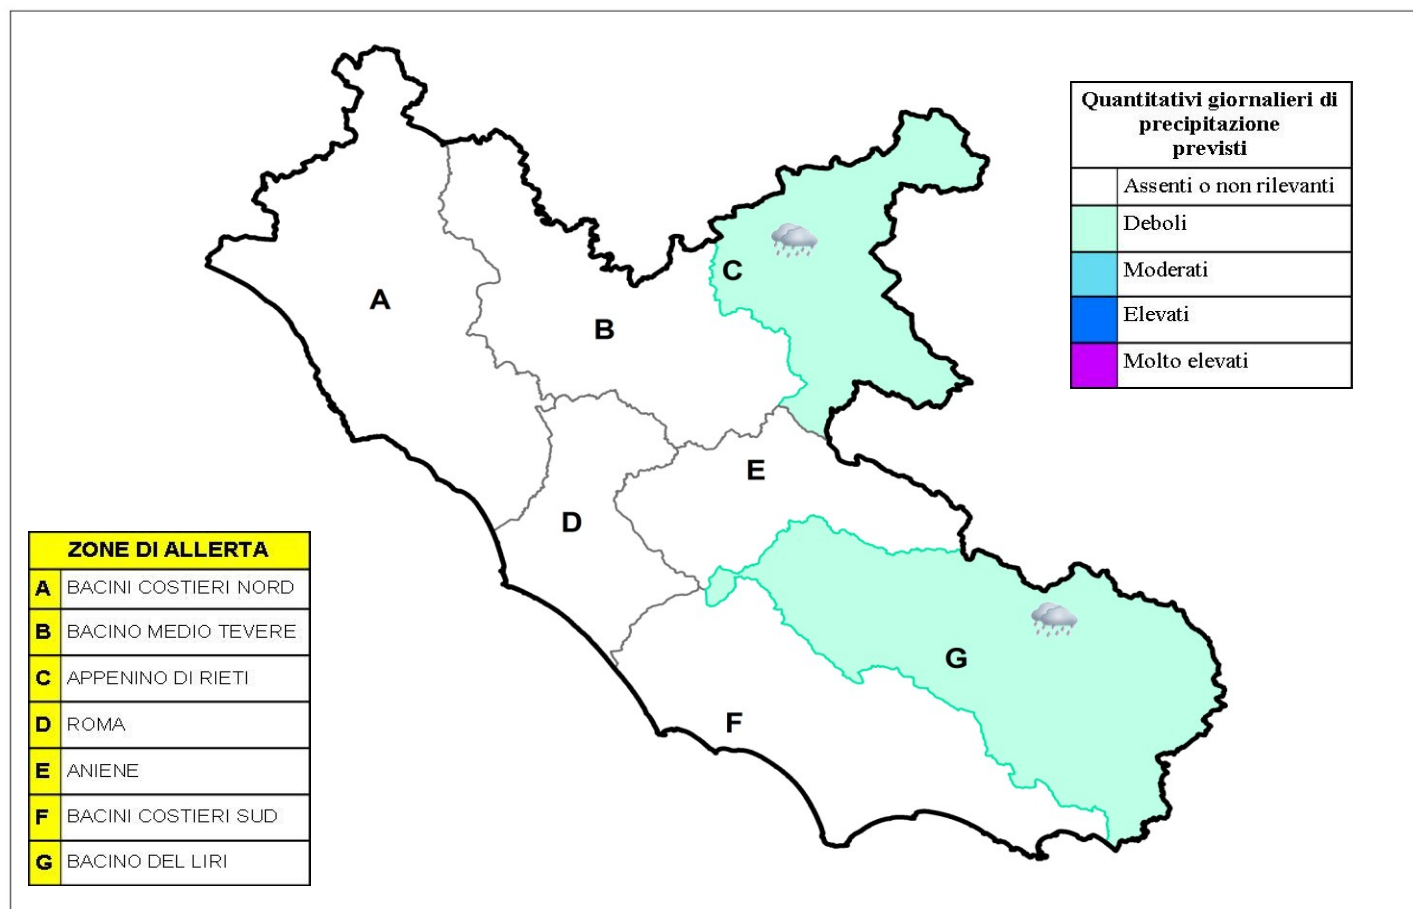 Quantitativi giornalieri di
precipitazione
previsti
Assenti o non rilevanti
Deboli
Moderati
Elevati
Molto elevati
A
B
C
D
E
F
G
ZONE DI ALLERTA
A BACINI COSTIERI NORD
B BACINO MEDIO TEVERE
C APPENINO DI RIETI
D ROMA
E ANIENE
F BACINI COSTIERI SUD
G BACINO DEL LIRI